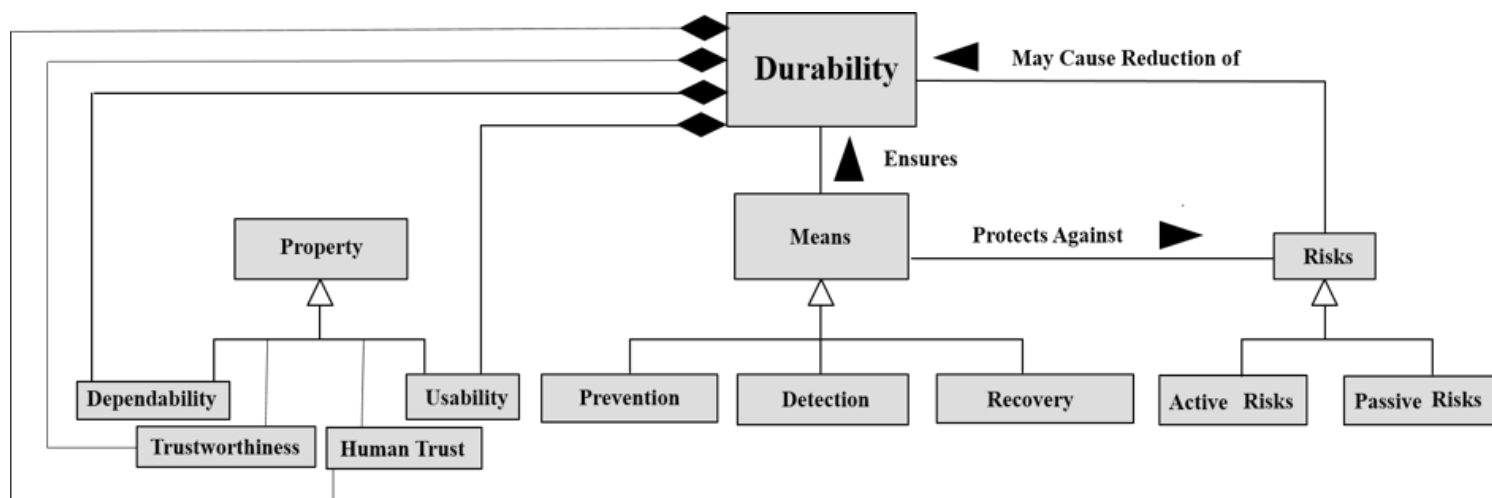 Durability
May Cause Reduction of
Ensures
Property
Means
Protects Against
Risks
Dependability
Usability
Prevention
Detection
Recovery
Active Risks
Passive Risks
Trustworthiness
Human Trust